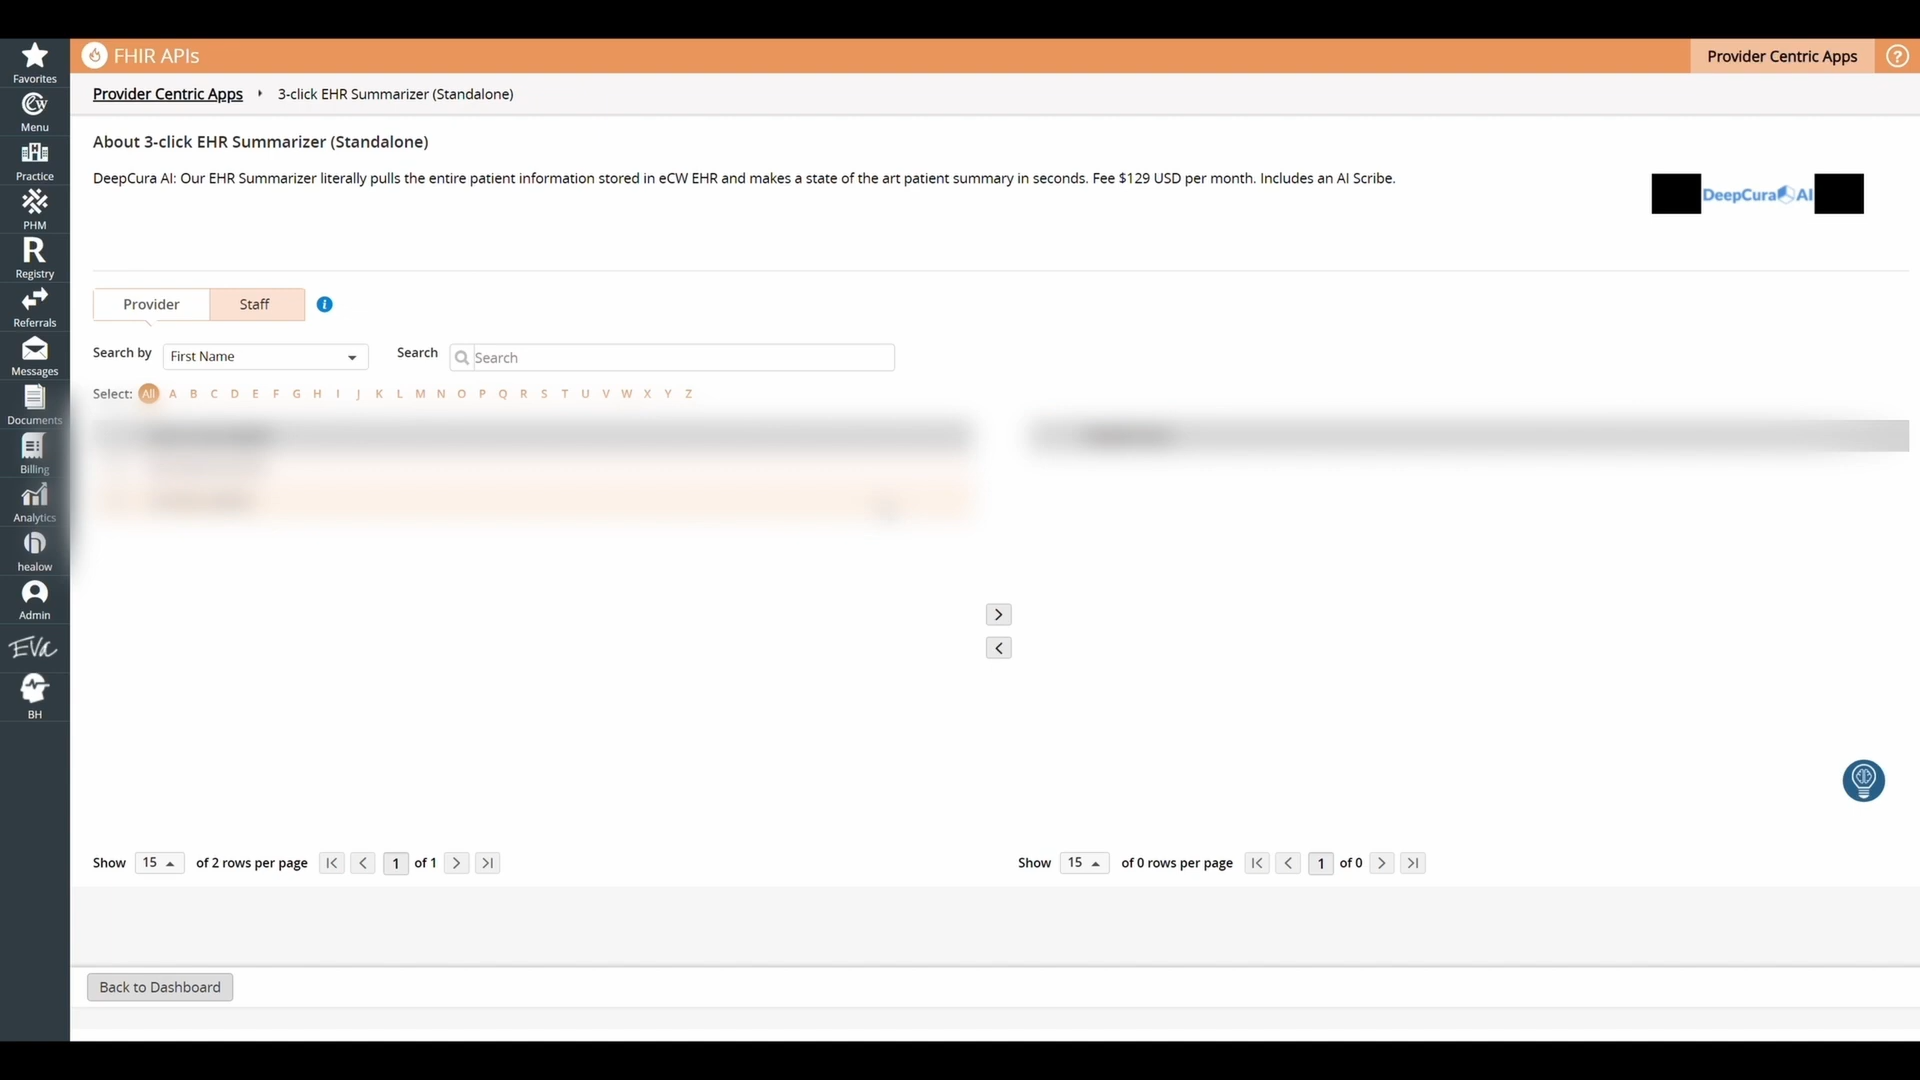 FHIR APIs
Provider Centric Apps
?
Favorites
Menu
Practice
PHM
R
Registry
Referrals
Messages
Documents
Billing
Analytics
h
healow
Admin
EVa
BH
Provider Centric Apps 3-click EHR Summarizer (Standalone)
About 3-click EHR Summarizer (Standalone)
DeepCura AI: Our EHR Summarizer literally pulls the entire patient information stored in eCW EHR and makes a state of the art patient summary in seconds. Fee $129 USD per month. Includes an AI Scribe.
DeepCura AI
Provider Staff i
Search by First Name Search Search
Select: All A B C D E F G H I J K L M N O P Q R S T U V W X Y Z
> 
<
Show 15 of 2 rows per page |< < 1 of 1 > >|
Show 15 of 0 rows per page |< < 1 of 0 > >|
Back to Dashboard